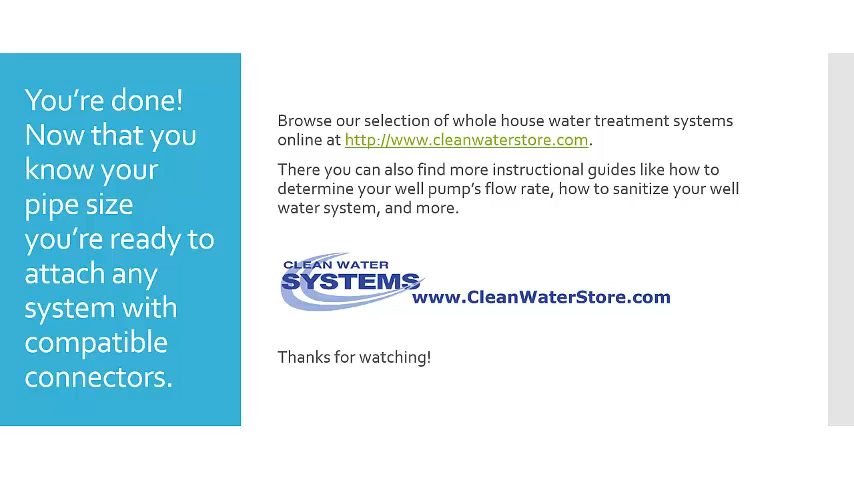 You're done!
Now that you
know your
pipe size
you're ready to
attach any
system with
compatible
connectors.
Browse our selection of whole house water treatment systems
online at http://www.cleanwaterstore.com.
There you can also find more instructional guides like how to
determine your well pump's flow rate, how to sanitize your well
water system, and more.
CLEAN WATER
SYSTEMS
www.CleanWaterStore.com
Thanks for watching!